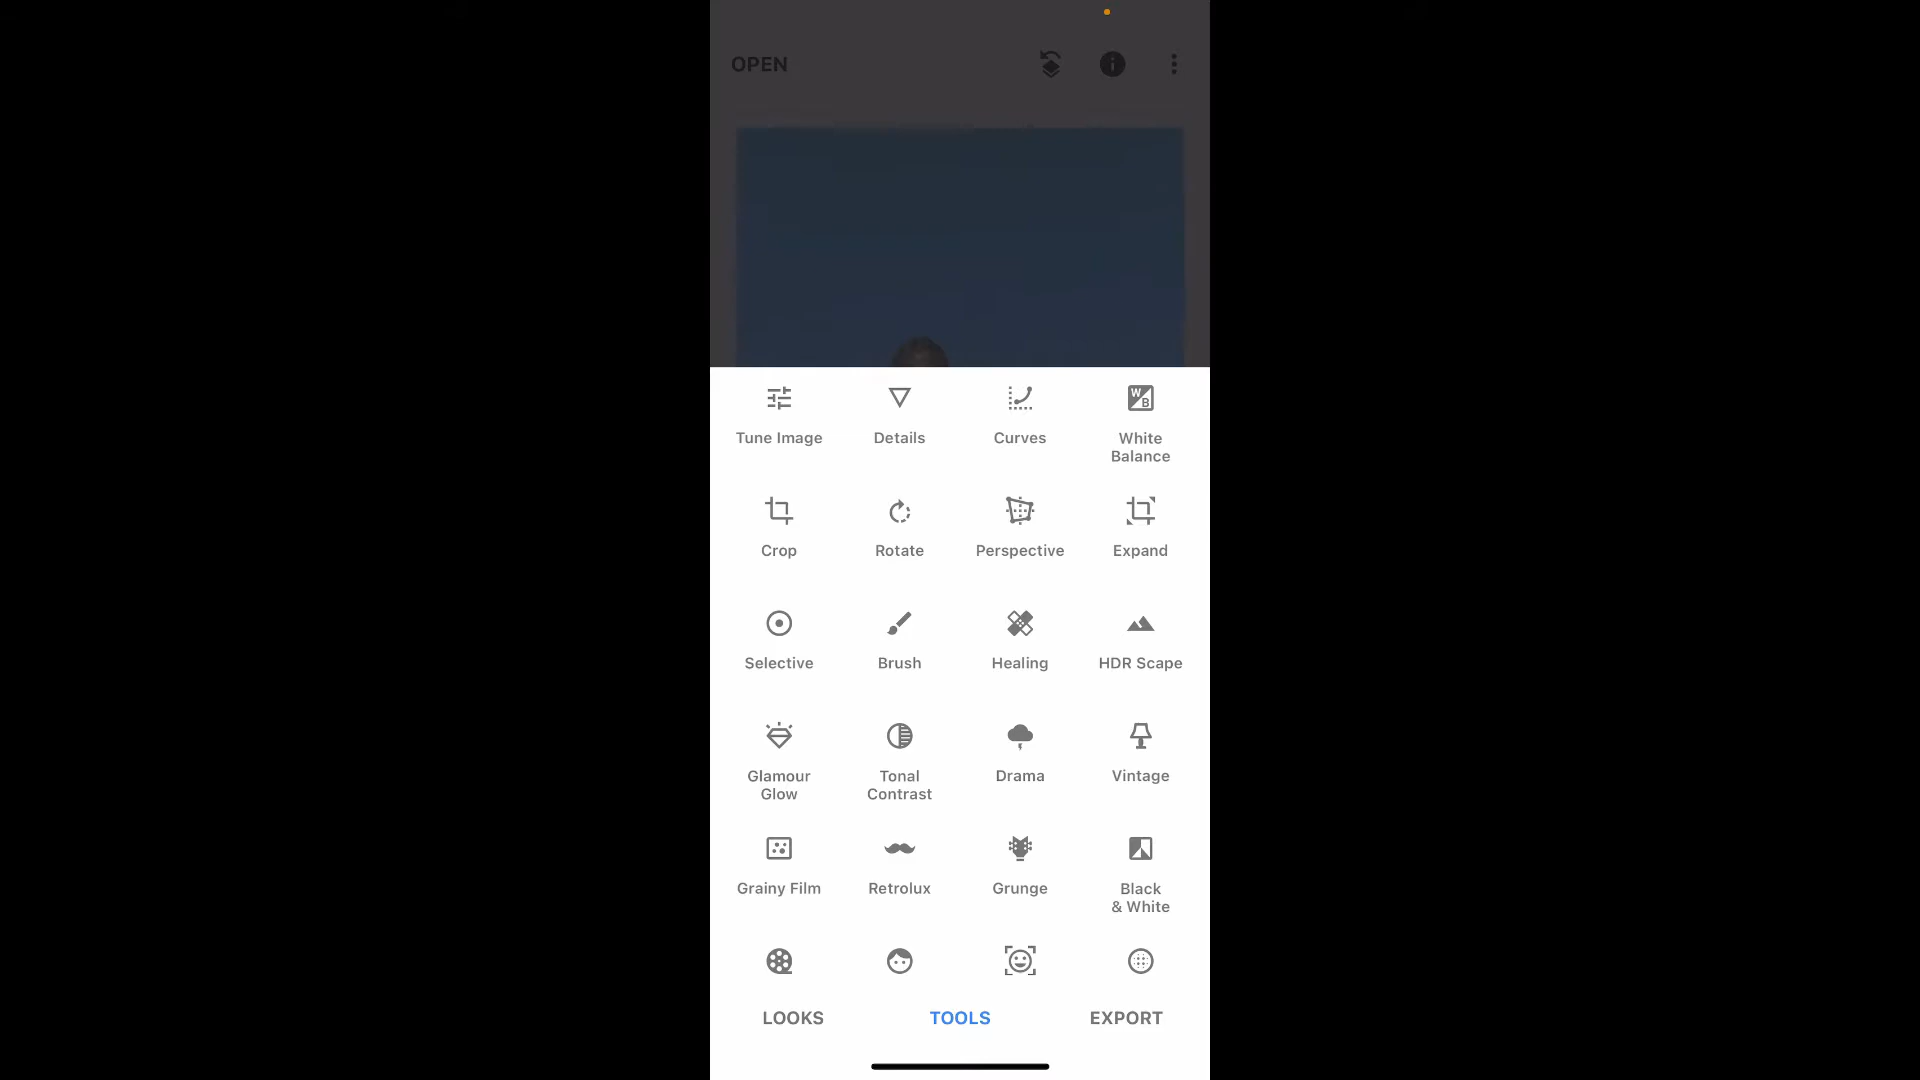 OPEN
Tune Image
Details
Curves
White
Balance
Crop
Rotate
Perspective
Expand
Selective
Brush
Healing
HDR Scape
Glamour
Glow
Tonal
Contrast
Drama
Vintage
Grainy Film
Retrolux
Grunge
Black
& White
LOOKS
TOOLS
EXPORT